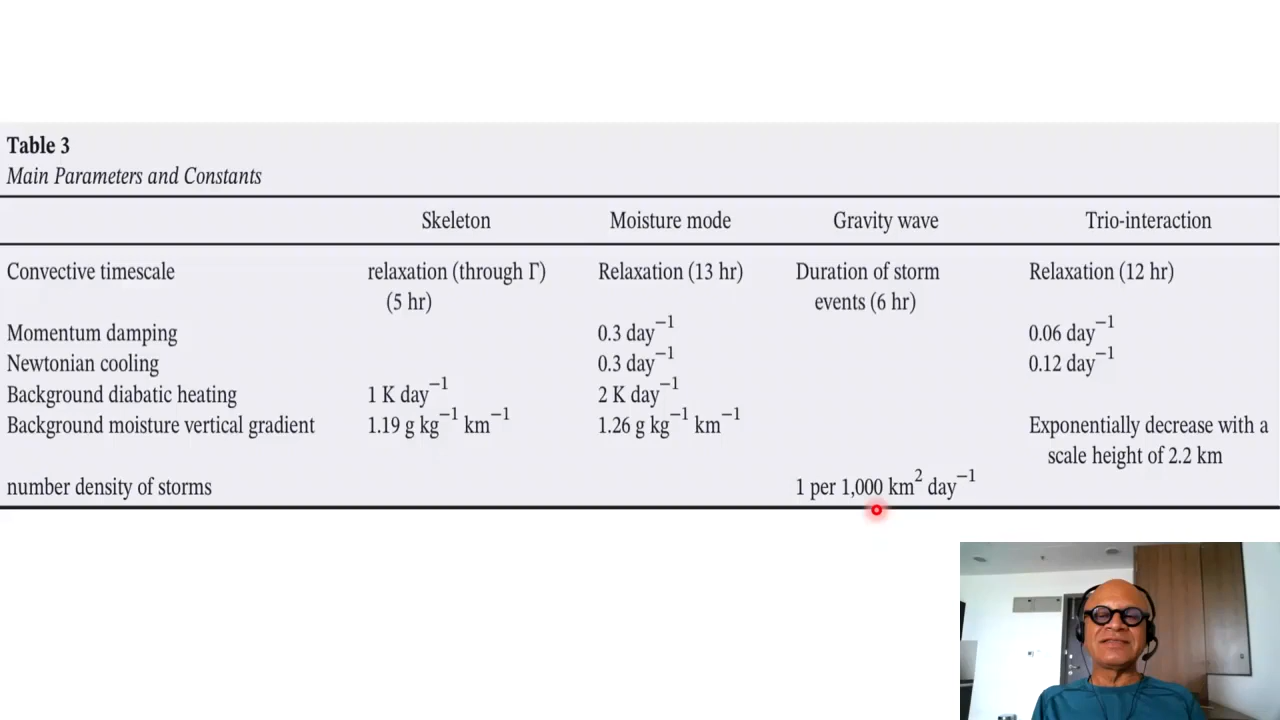 Table 3
Main Parameters and Constants
Skeleton Moisture mode Gravity wave Trio-interaction
Convective timescale relaxation (through Γ) Relaxation (13 hr) Duration of storm Relaxation (12 hr)
(5 hr) events (6 hr)
Momentum damping 0.3 day⁻¹ 0.06 day⁻¹
Newtonian cooling 0.3 day⁻¹ 0.12 day⁻¹
Background diabatic heating 1 K day⁻¹ 2 K day⁻¹
Background moisture vertical gradient 1.19 g kg⁻¹ km⁻¹ 1.26 g kg⁻¹ km⁻¹ Exponentially decrease with a
scale height of 2.2 km
number density of storms 1 per 1,000 km² day⁻¹